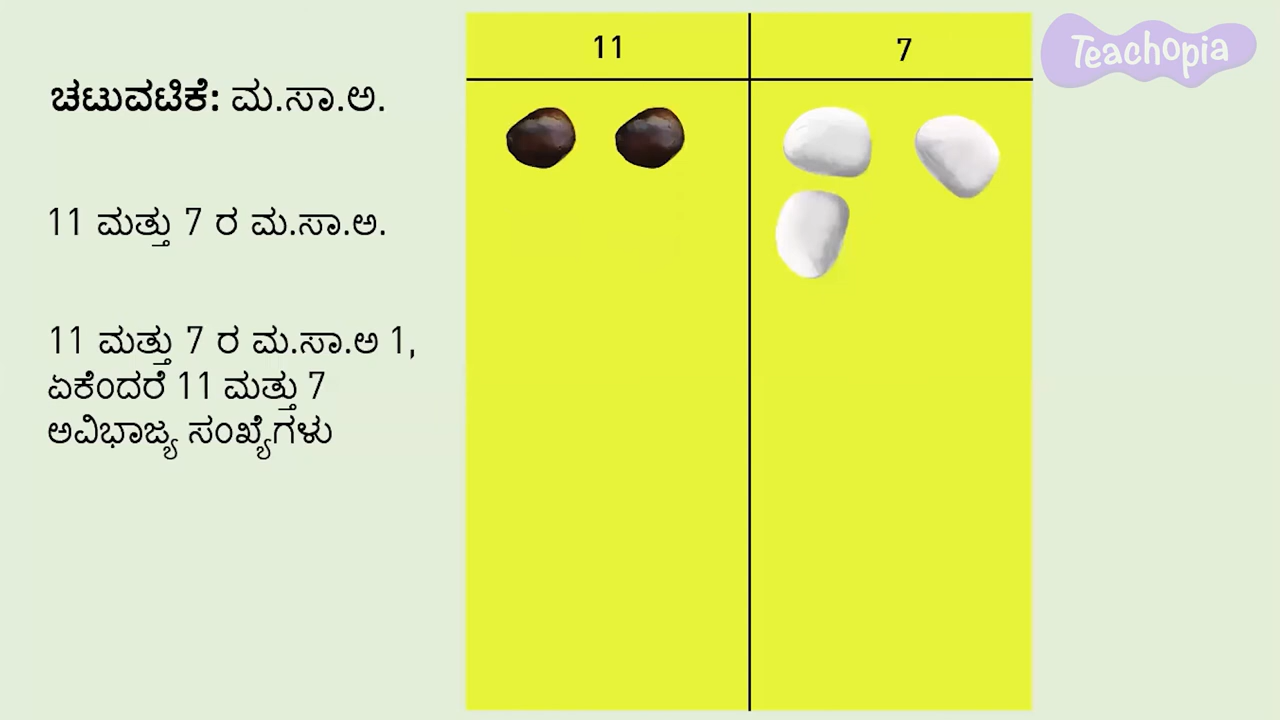 ಚಟುವಟಿಕೆ: ಮ.ಸಾ.ಅ.
11 ಮತ್ತು 7 ರ ಮ.ಸಾ.ಅ.
11 ಮತ್ತು 7 ರ ಮ.ಸಾ.ಅ 1,
ಏಕೆಂದರೆ 11 ಮತ್ತು 7
ಅವಿಭಾಜ್ಯ ಸಂಖ್ಯೆಗಳು
11
7
Teachopia